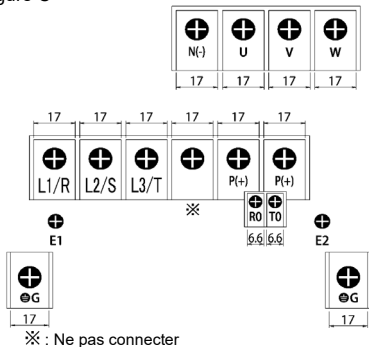 N(-) U V W
17 17 17 17
17 17 17 17 17 17
L1/R L2/S L3/T P(+) P(+)
※ R0 T0
6.6 6.6
E1 E2
G G
17 17
※ : Ne pas connecter